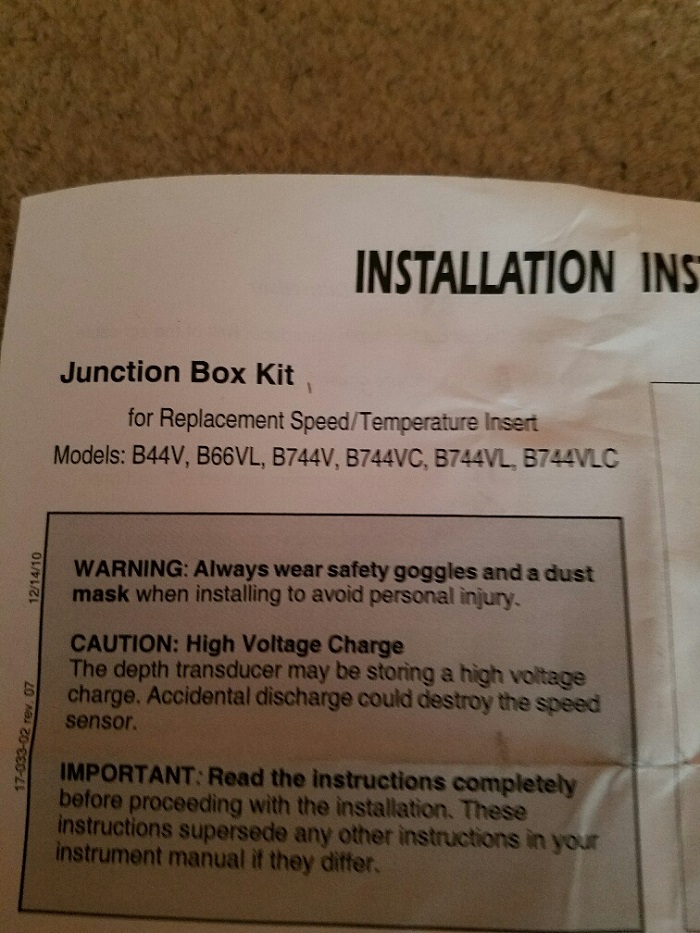 INSTALLATION INS
Junction Box Kit
for Replacement Speed/Temperature Insert
Models: B44V, B66VL, B744V, B744VC, B744VL, B744VLC
WARNING: Always wear safety goggles and a dust
mask when installing to avoid personal injury.
CAUTION: High Voltage Charge
The depth transducer may be storing a high voltage
charge. Accidental discharge could destroy the speed
sensor.
IMPORTANT: Read the instructions completely
before proceeding with the installation. These
instructions supersede any other instructions in your
instrument manual if they differ.
17-033-02 rev. 07 12/14/10